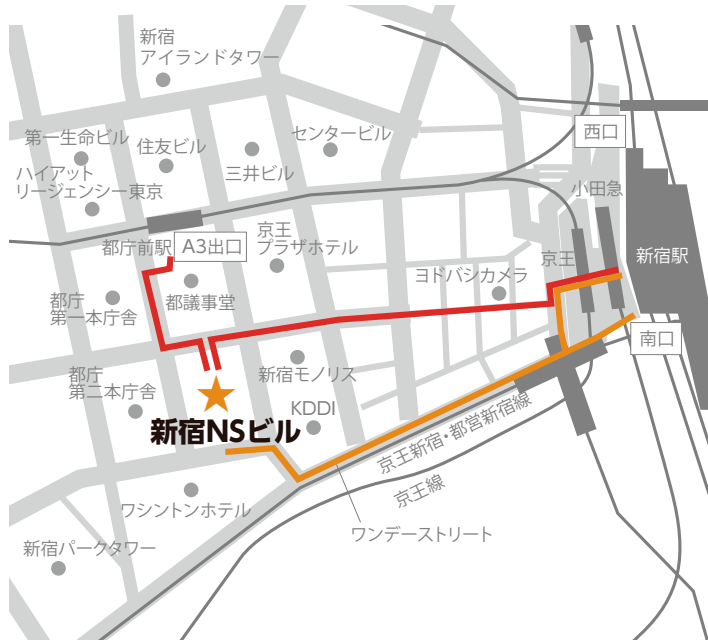 新宿
アイランドタワー
第一生命ビル
住友ビル
三井ビル
センタービル
西口
ハイアット
リージェンシー東京
小田急
都庁前駅
A3出口
京王
プラザホテル
京王
新宿駅
ヨドバシカメラ
都庁
第一本庁舎
都議事堂
南口
都庁
第二本庁舎
新宿モノリス
KDDI
新宿NSビル
京王新宿・都営新宿線
京王線
ワシントンホテル
ワンデーストリート
新宿パークタワー